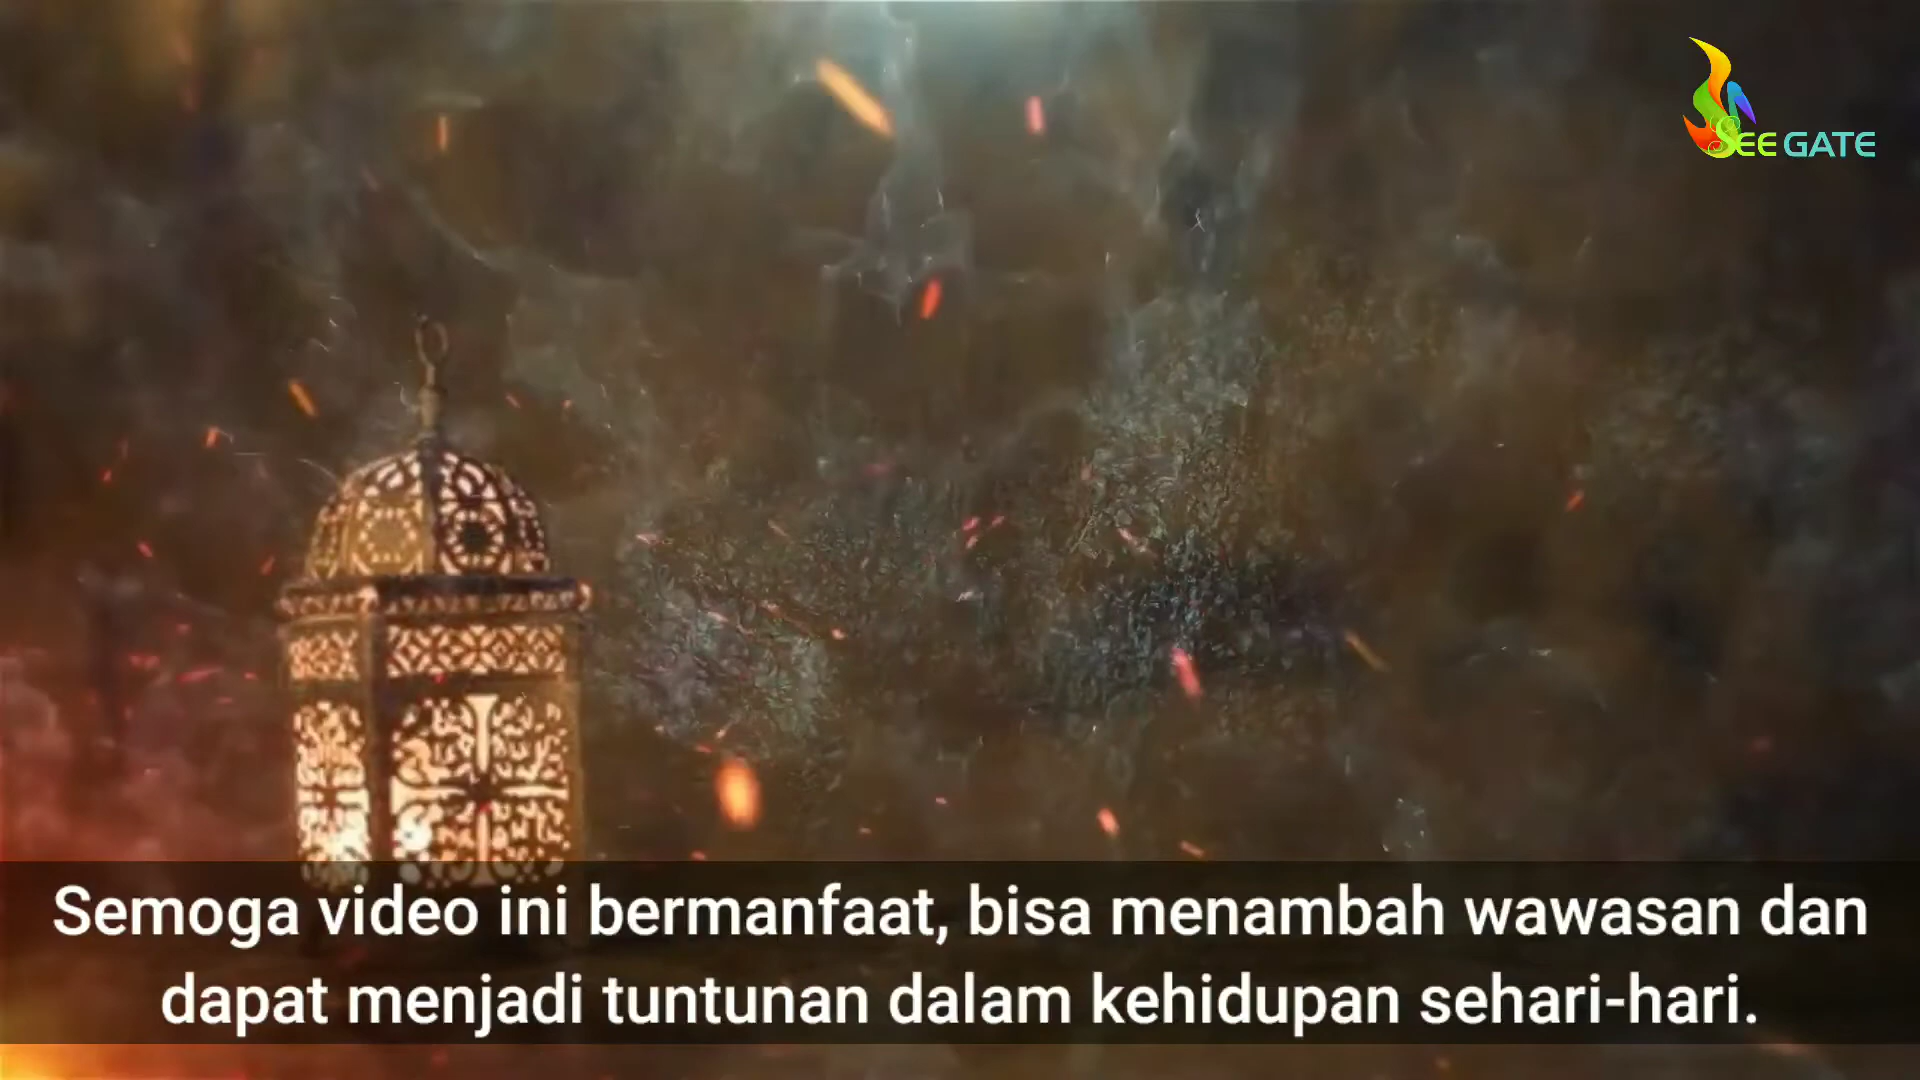 SEE GATE
Semoga video ini bermanfaat, bisa menambah wawasan dan
dapat menjadi tuntunan dalam kehidupan sehari-hari.